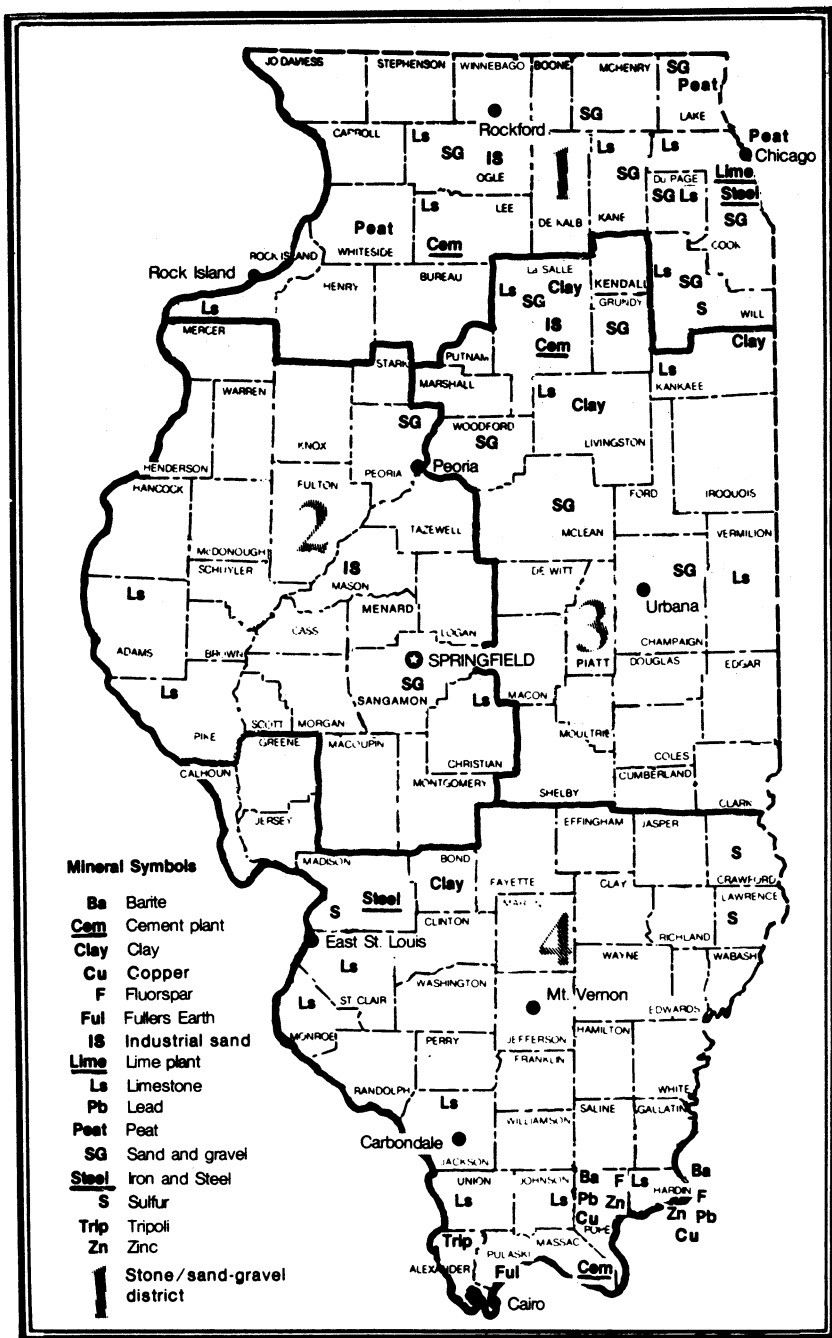 JO DAVIESS STEPHENSON WINNEBAGO BOONE MCHENRY SG
Peat
LAKE
SG
Rockford
Peat
Chicago
CARROLL Ls SG IS Ls Ls
OGLE
1
SG DU PAGE Lime
SG Ls Steel
Ls LEE
DE KALB KANE SG
Peat
WHITESIDE Cem
COOK
Rock Island ROCK ISLAND
HENRY BUREAU LA SALLE
Ls SG Clay KENDALL Ls SG
GRUNDY
S WILL
Ls
IS SG
Cem
MERCER
STARK PUTNAM
MARSHALL
Clay
Ls
KANKAEE
WARREN
Ls Clay
KNOX
SG WOODFORD
SG
LIVINGSTON
HENDERSON
PEORIA Peoria
HANCOCK FULTON
FORD IROQUOIS
2
TAZEWELL
SG
MCLEAN
VERMILION
McDONOUGH
SCHUYLER
IS
MASON
DE WITT
SG Ls
Urbana
Ls
MENARD
CASS LOGAN
3
CHAMPAIGN
ADAMS BROWN
SPRINGFIELD
PIATT DOUGLAS EDGAR
Ls
SG
SANGAMON Ls
MACON
SCOTT MORGAN
MOULTRIE
PIKE
GREENE MACOUPIN
CHRISTIAN
COLES
CALHOUN
MONTGOMERY
CUMBERLAND
SHELBY CLARK
JERSEY
EFFINGHAM JASPER
MADISON BOND
S
CRAWFORD
Steel Clay FAYETTE CLAY
LAWRENCE
S
MARION
S
CLINTON
4
RICHLAND
East St. Louis
WAYNE WABASH
Ls
WASHINGTON
Mt. Vernon
Ls ST CLAIR
EDWARDS
MONROE
JEFFERSON HAMILTON
PERRY
FRANKLIN
RANDOLPH
WHITE
Ls
SALINE GALLATIN
WILLIAMSON
Carbondale
JACKSON
UNION JOHNSON Ba F Ls Ba
HARDIN
Ls Ls Pb Zn F
Zn Pb
Cu POPE Cu
Trip MASSAC
PULASKI
ALEXANDER Ful Cem
Cairo
Mineral Symbols
Ba Barite
Cem Cement plant
Clay Clay
Cu Copper
F Fluorspar
Ful Fullers Earth
IS Industrial sand
Lime Lime plant
Ls Limestone
Pb Lead
Peat Peat
SG Sand and gravel
Steel Iron and Steel
S Sulfur
Trip Tripoli
Zn Zinc
1 Stone/sand-gravel
district